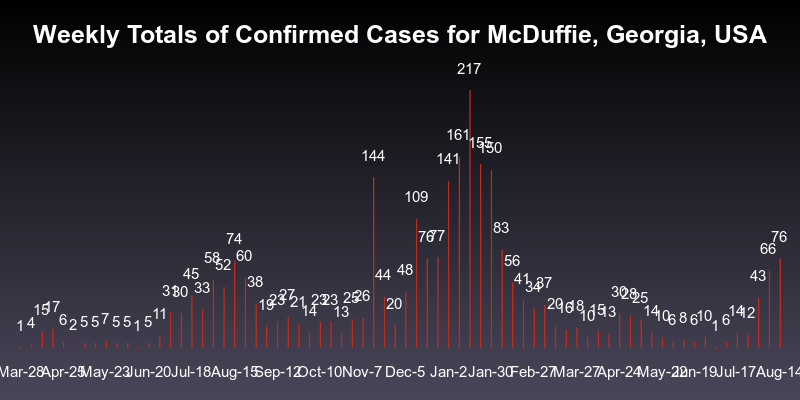 Weekly Totals of Confirmed Cases for McDuffie, Georgia, USA
1 4 15 17 6 2 5 5 7 5 5 1 5 11 31 30 45 33 58 52 74 60 38 19 23 27 21 14 23 23 13 25 26 144 44 20 48 109 76 77 141 161 217 155 150 83 56 41 34 37 20 16 18 10 15 13 30 28 25 14 10 6 8 6 10 1 6 14 12 43 66 76
Mar-28 Apr-25 May-23 Jun-20 Jul-18 Aug-15 Sep-12 Oct-10 Nov-7 Dec-5 Jan-2 Jan-30 Feb-27 Mar-27 Apr-24 May-22 Jun-19 Jul-17 Aug-14